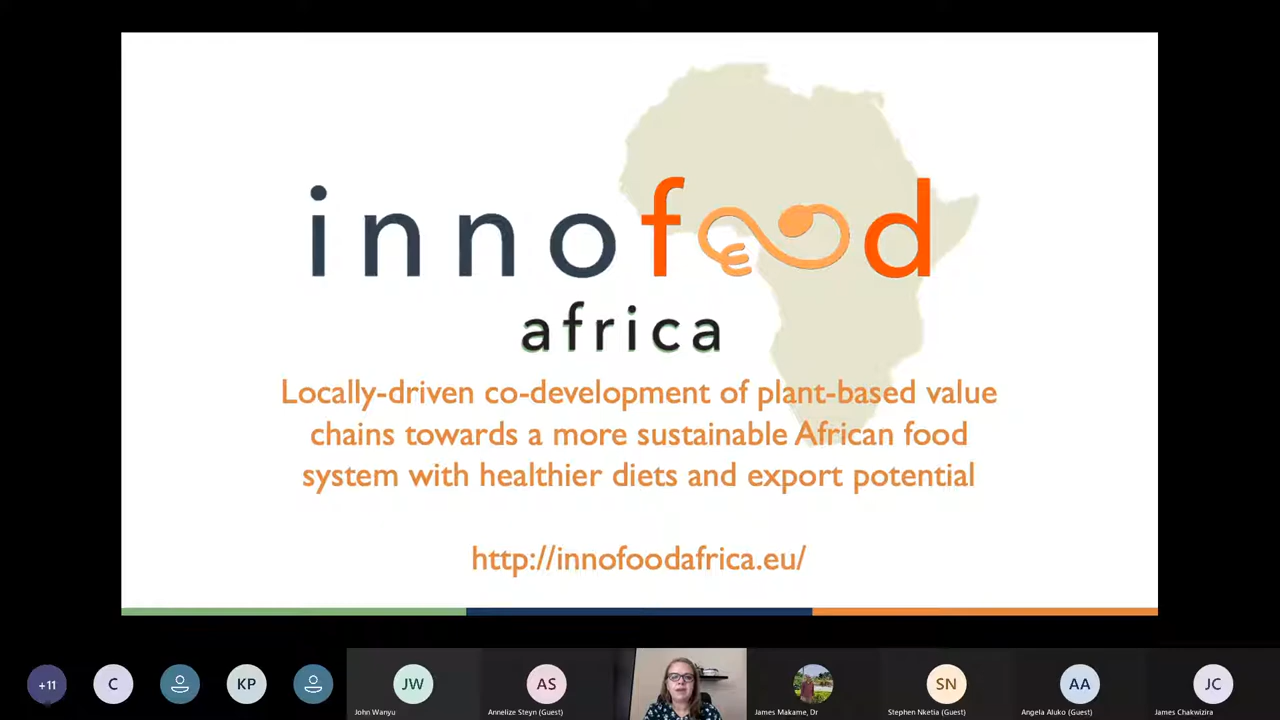 innofood
africa
Locally-driven co-development of plant-based value
chains towards a more sustainable African food
system with healthier diets and export potential
http://innofoodafrica.eu/
+11
C
KP
JW
John Wanyu
AS
Annelize Steyn (Guest)
James Makame, Dr
SN
Stephen Nketia (Guest)
AA
Angela Aluko (Guest)
JC
James Chakwizira